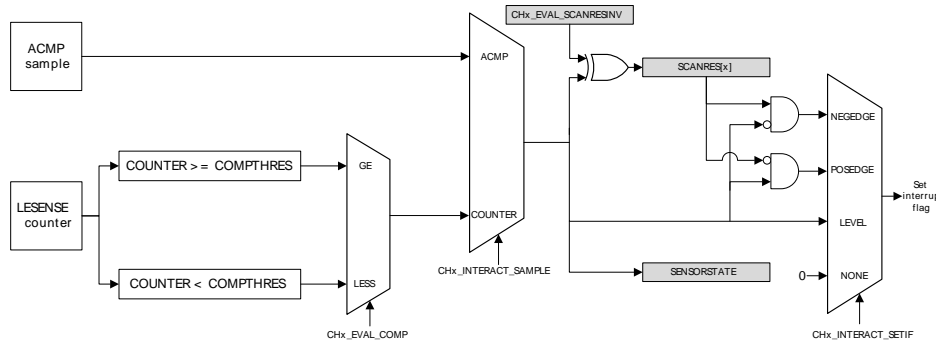 CHx_EVAL_SCANRESINV
ACMP
sample
ACMP
SCANRES[x]
NEGEDGE
COUNTER >= COMPTHRES
GE
POSEDGE
Set
interrup
flag
LESENSE
counter
COUNTER
LEVEL
CHx_INTERACT_SAMPLE
SENSORSTATE
0
NONE
COUNTER < COMPTHRES
LESS
CHx_EVAL_COMP
CHx_INTERACT_SETIF